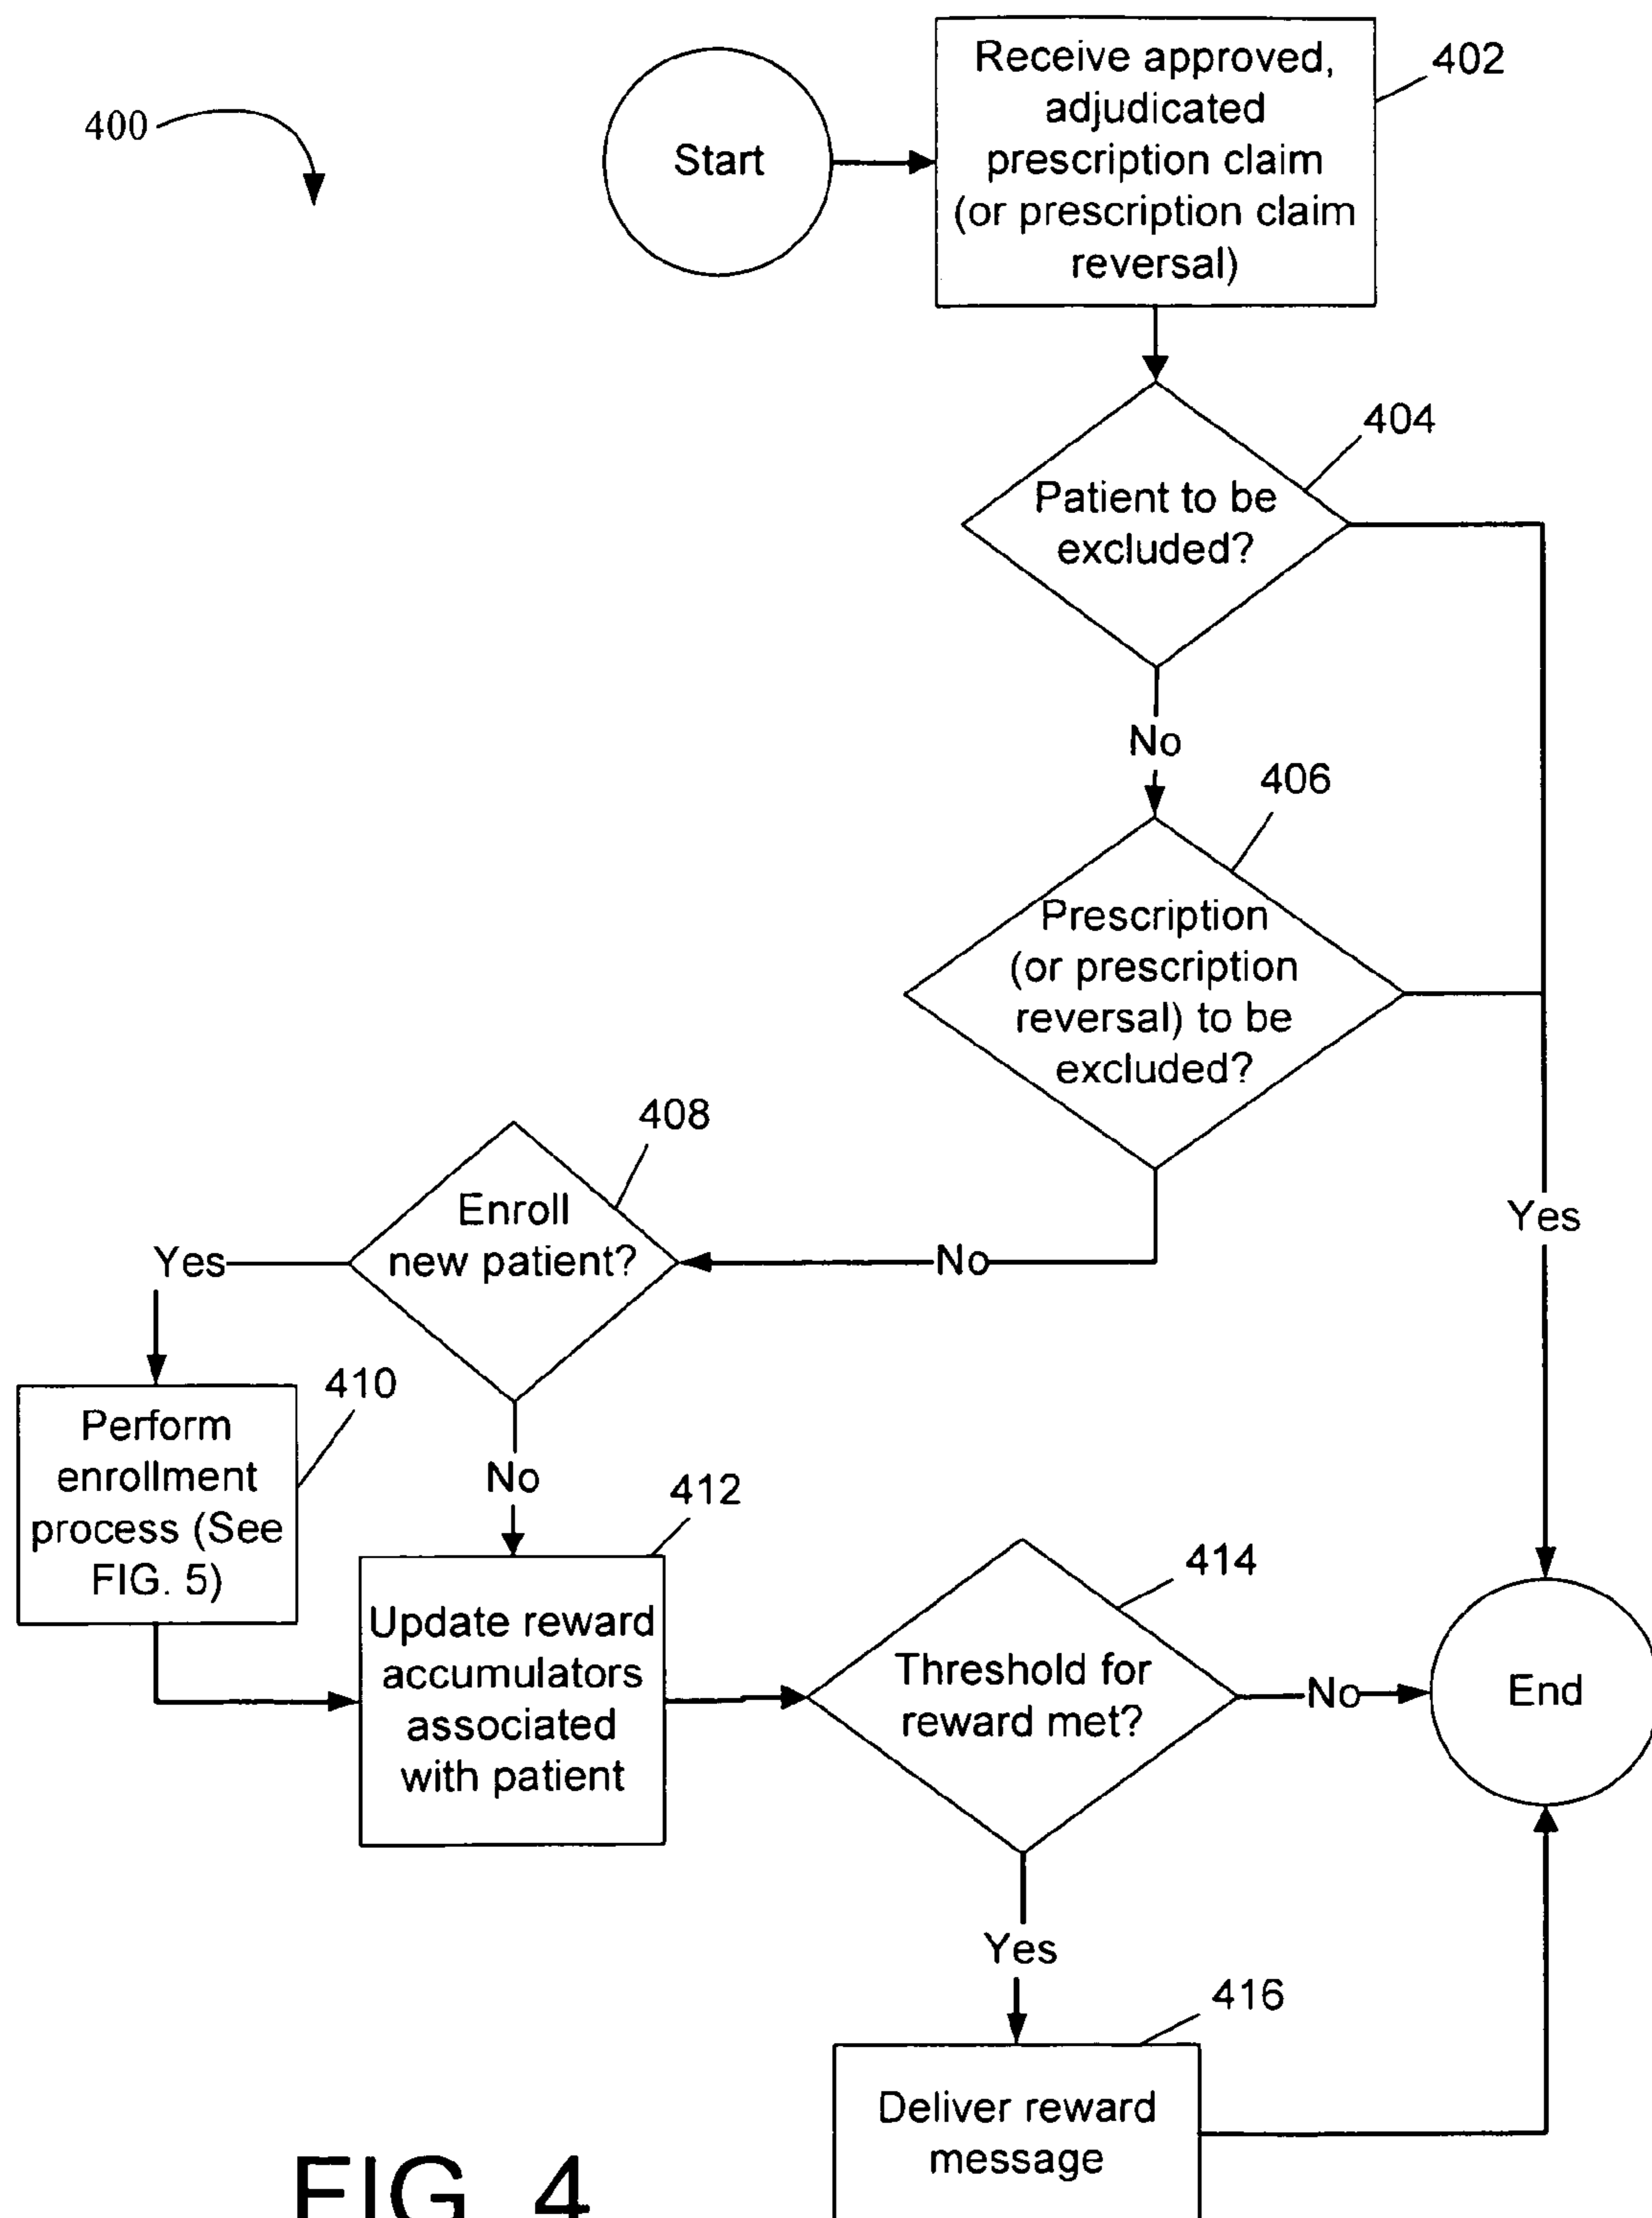 400
Start
Receive approved,
adjudicated
prescription claim
(or prescription claim
reversal)
402
Patient to be
excluded?
404
No
Prescription
(or prescription
reversal) to be
excluded?
406
Yes
No
Enroll
new patient?
408
Yes
No
Perform
enrollment
process (See
FIG. 5)
410
Update reward
accumulators
associated
with patient
412
Threshold for
reward met?
414
No
End
Yes
Deliver reward
message
416
FIG. 4